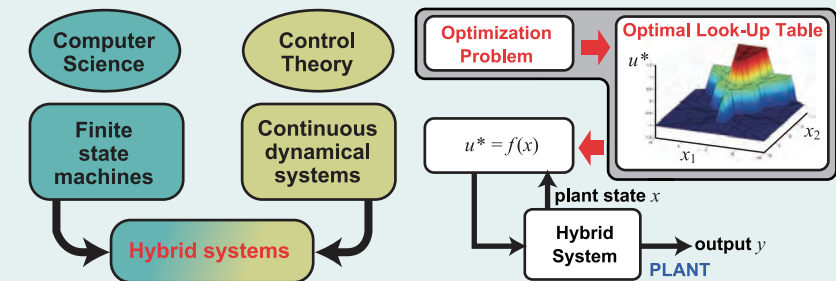 Computer
Science
Control
Theory
Finite
state
machines
Continuous
dynamical
systems
Hybrid systems
Optimization
Problem
Optimal Look-Up Table
u*
x1
x2
u* = f(x)
plant state x
Hybrid
System
output y
PLANT